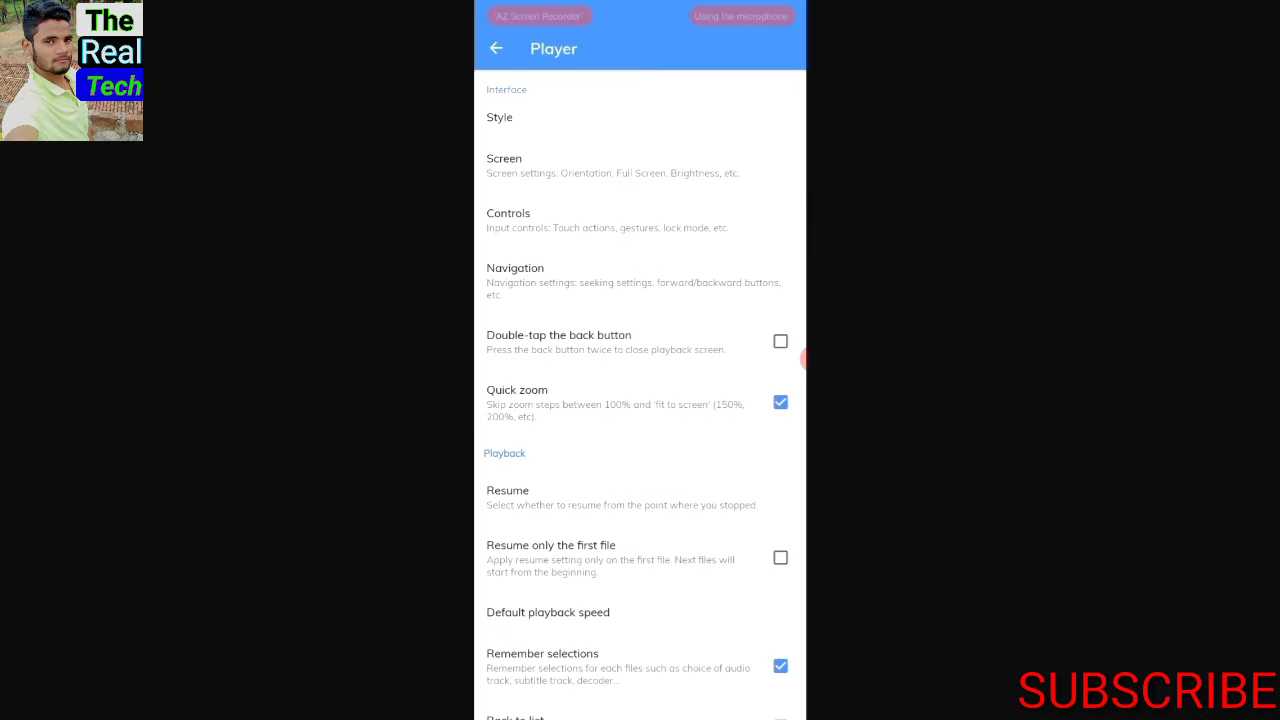 The
Real
Tech
'AZ Screen Recorder'
Using the microphone
Player
Interface
Style
Screen
Screen settings: Orientation, Full Screen, Brightness, etc.
Controls
Input controls: Touch actions, gestures, lock mode, etc.
Navigation
Navigation settings: seeking settings, forward/backward buttons,
etc.
Double-tap the back button
Press the back button twice to close playback screen.
Quick zoom
Skip zoom steps between 100% and 'fit to screen' (150%,
200%, etc).
Playback
Resume
Select whether to resume from the point where you stopped
Resume only the first file
Apply resume setting only on the first file. Next files will
start from the beginning.
Default playback speed
Remember selections
Remember selections for each files such as choice of audio
track, subtitle track, decoder...
Back to list
SUBSCRIBE